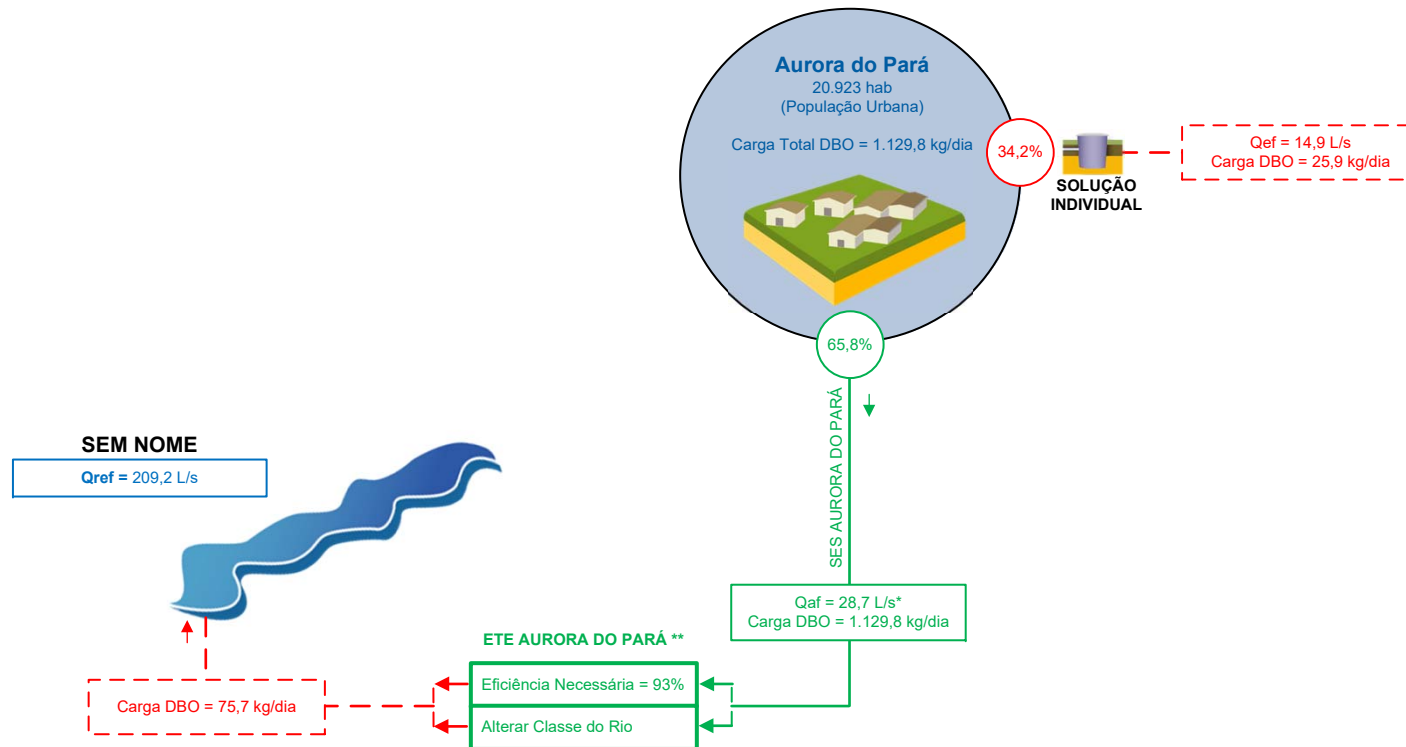 Aurora do Pará
20.923 hab
(População Urbana)
Carga Total DBO = 1.129,8 kg/dia
34,2%
SOLUÇÃO
INDIVIDUAL
Qef = 14,9 L/s
Carga DBO = 25,9 kg/dia
65,8%
SES AURORA DO PARÁ
SEM NOME
Qref = 209,2 L/s
Qaf = 28,7 L/s*
Carga DBO = 1.129,8 kg/dia
ETE AURORA DO PARÁ **
Eficiência Necessária = 93%
Alterar Classe do Rio
Carga DBO = 75,7 kg/dia